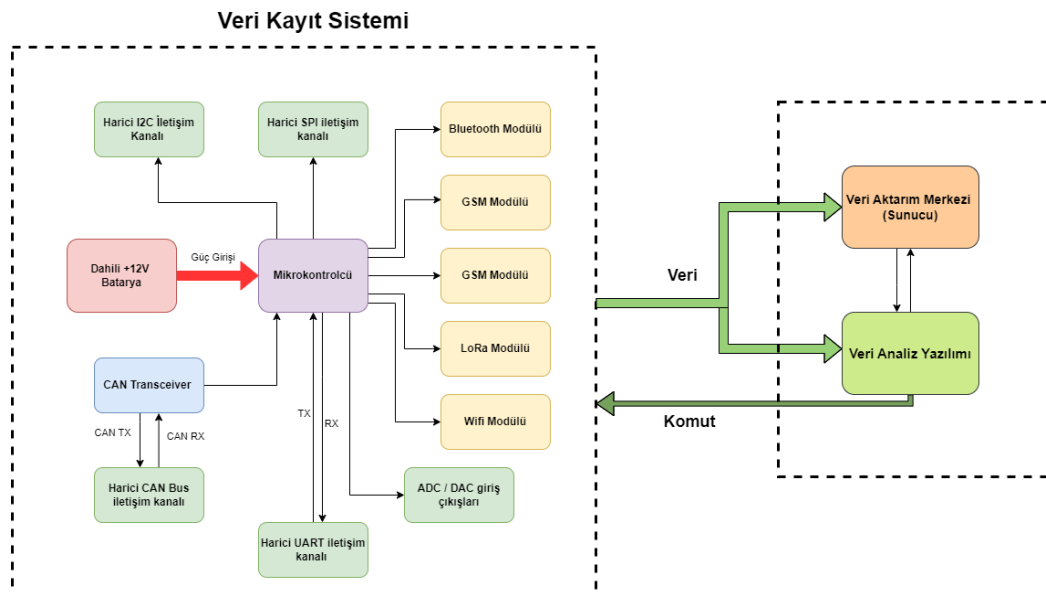 Veri Kayıt Sistemi
Harici I2C İletişim
Kanalı
Harici SPI iletişim
kanalı
Bluetooth Modülü
GSM Modülü
Dahili +12V
Batarya
Güç Girişi
Mikrokontrolcü
GSM Modülü
LoRa Modülü
CAN Transceiver
CAN TX
CAN RX
TX
RX
Wifi Modülü
Harici CAN Bus
iletişim kanalı
ADC / DAC giriş
çıkışları
Harici UART iletişim
kanalı
Veri
Komut
Veri Aktarım Merkezi
(Sunucu)
Veri Analiz Yazılımı